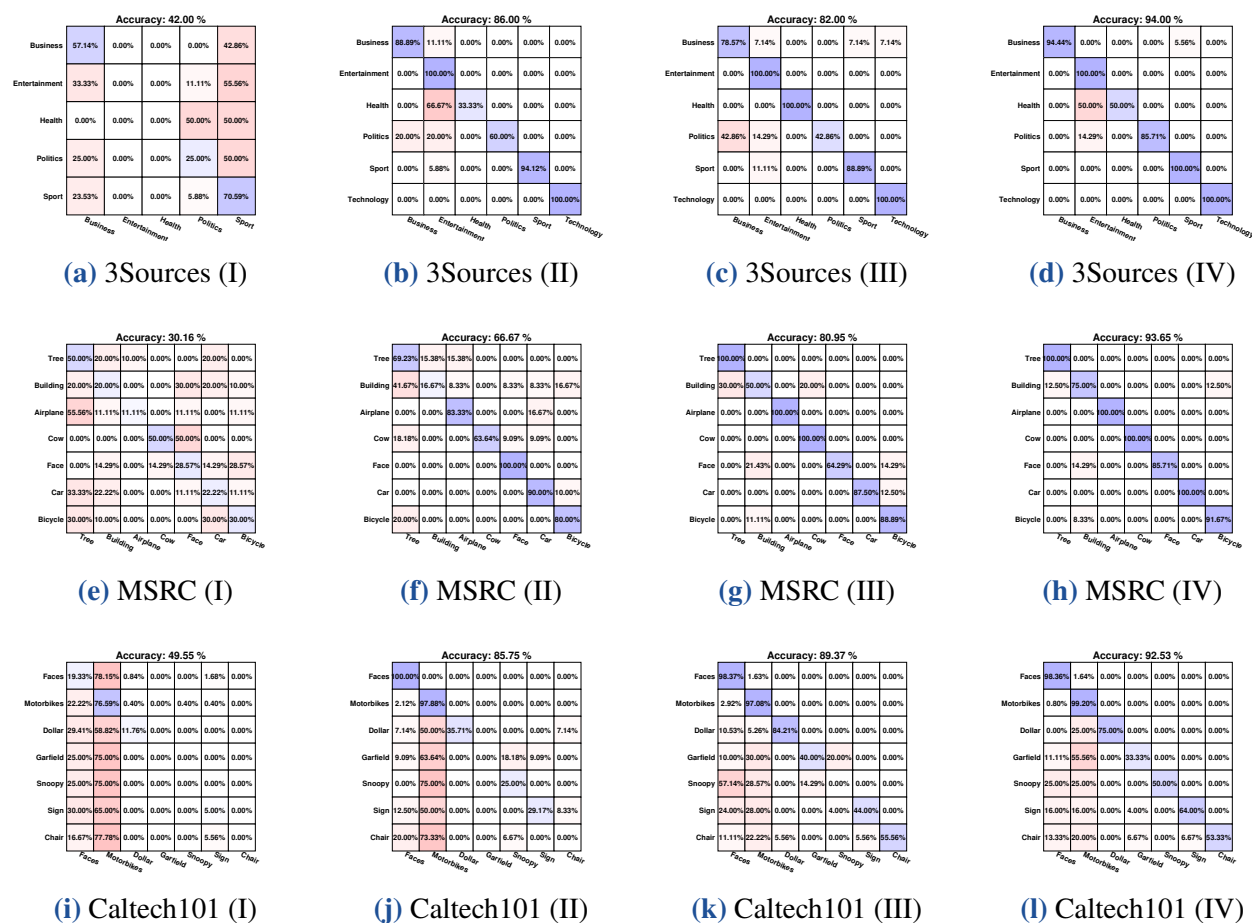 Accuracy: 42.00 %
Business 57.14% 0.00% 0.00% 0.00% 42.86%
Entertainment 33.33% 0.00% 0.00% 11.11% 55.56%
Health 0.00% 0.00% 0.00% 50.00% 50.00%
Politics 25.00% 0.00% 0.00% 25.00% 50.00%
Sport 23.53% 0.00% 0.00% 5.88% 70.59%
Business Entertainment Health Politics Sport
(a) 3Sources (I)
Accuracy: 86.00 %
Business 88.89% 11.11% 0.00% 0.00% 0.00% 0.00%
Entertainment 0.00% 100.00% 0.00% 0.00% 0.00% 0.00%
Health 0.00% 66.67% 33.33% 0.00% 0.00% 0.00%
Politics 20.00% 20.00% 0.00% 60.00% 0.00% 0.00%
Sport 0.00% 5.88% 0.00% 0.00% 94.12% 0.00%
Technology 0.00% 0.00% 0.00% 0.00% 0.00% 100.00%
Business Entertainment Health Politics Sport Technology
(b) 3Sources (II)
Accuracy: 82.00 %
Business 78.57% 7.14% 0.00% 0.00% 7.14% 7.14%
Entertainment 0.00% 100.00% 0.00% 0.00% 0.00% 0.00%
Health 0.00% 0.00% 100.00% 0.00% 0.00% 0.00%
Politics 42.86% 14.29% 0.00% 42.86% 0.00% 0.00%
Sport 0.00% 11.11% 0.00% 0.00% 88.89% 0.00%
Technology 0.00% 0.00% 0.00% 0.00% 0.00% 100.00%
Business Entertainment Health Politics Sport Technology
(c) 3Sources (III)
Accuracy: 94.00 %
Business 94.44% 0.00% 0.00% 0.00% 5.56% 0.00%
Entertainment 0.00% 100.00% 0.00% 0.00% 0.00% 0.00%
Health 0.00% 50.00% 50.00% 0.00% 0.00% 0.00%
Politics 0.00% 14.29% 0.00% 85.71% 0.00% 0.00%
Sport 0.00% 0.00% 0.00% 0.00% 100.00% 0.00%
Technology 0.00% 0.00% 0.00% 0.00% 0.00% 100.00%
Business Entertainment Health Politics Sport Technology
(d) 3Sources (IV)
Accuracy: 30.16 %
Tree 50.00% 20.00% 10.00% 0.00% 0.00% 20.00% 0.00%
Building 20.00% 20.00% 0.00% 0.00% 30.00% 20.00% 10.00%
Airplane 55.56% 11.11% 11.11% 0.00% 11.11% 0.00% 11.11%
Cow 0.00% 0.00% 0.00% 50.00% 50.00% 0.00% 0.00%
Face 0.00% 14.29% 0.00% 14.29% 28.57% 14.29% 28.57%
Car 33.33% 22.22% 0.00% 0.00% 11.11% 22.22% 11.11%
Bicycle 30.00% 10.00% 0.00% 0.00% 0.00% 30.00% 30.00%
Tree Building Airplane Cow Face Car Bicycle
(e) MSRC (I)
Accuracy: 66.67 %
Tree 69.23% 15.38% 15.38% 0.00% 0.00% 0.00% 0.00%
Building 41.67% 16.67% 8.33% 0.00% 8.33% 8.33% 16.67%
Airplane 0.00% 0.00% 83.33% 0.00% 0.00% 16.67% 0.00%
Cow 18.18% 0.00% 0.00% 63.64% 9.09% 9.09% 0.00%
Face 0.00% 0.00% 0.00% 0.00% 100.00% 0.00% 0.00%
Car 0.00% 0.00% 0.00% 0.00% 0.00% 90.00% 10.00%
Bicycle 20.00% 0.00% 0.00% 0.00% 0.00% 0.00% 80.00%
Tree Building Airplane Cow Face Car Bicycle
(f) MSRC (II)
Accuracy: 80.95 %
Tree 100.00% 0.00% 0.00% 0.00% 0.00% 0.00% 0.00%
Building 30.00% 50.00% 0.00% 20.00% 0.00% 0.00% 0.00%
Airplane 0.00% 0.00% 100.00% 0.00% 0.00% 0.00% 0.00%
Cow 0.00% 0.00% 0.00% 100.00% 0.00% 0.00% 0.00%
Face 0.00% 21.43% 0.00% 0.00% 64.29% 0.00% 14.29%
Car 0.00% 0.00% 0.00% 0.00% 0.00% 87.50% 12.50%
Bicycle 0.00% 11.11% 0.00% 0.00% 0.00% 0.00% 88.89%
Tree Building Airplane Cow Face Car Bicycle
(g) MSRC (III)
Accuracy: 93.65 %
Tree 100.00% 0.00% 0.00% 0.00% 0.00% 0.00% 0.00%
Building 12.50% 75.00% 0.00% 0.00% 0.00% 0.00% 12.50%
Airplane 0.00% 0.00% 100.00% 0.00% 0.00% 0.00% 0.00%
Cow 0.00% 0.00% 0.00% 100.00% 0.00% 0.00% 0.00%
Face 0.00% 14.29% 0.00% 0.00% 85.71% 0.00% 0.00%
Car 0.00% 0.00% 0.00% 0.00% 0.00% 100.00% 0.00%
Bicycle 0.00% 8.33% 0.00% 0.00% 0.00% 0.00% 91.67%
Tree Building Airplane Cow Face Car Bicycle
(h) MSRC (IV)
Accuracy: 49.55 %
Faces 19.33% 78.15% 0.84% 0.00% 0.00% 1.68% 0.00%
Motorbikes 22.22% 76.59% 0.40% 0.00% 0.40% 0.40% 0.00%
Dollar 29.41% 58.82% 11.76% 0.00% 0.00% 0.00% 0.00%
Garfield 25.00% 75.00% 0.00% 0.00% 0.00% 0.00% 0.00%
Snoopy 25.00% 75.00% 0.00% 0.00% 0.00% 0.00% 0.00%
Sign 30.00% 65.00% 0.00% 0.00% 0.00% 5.00% 0.00%
Chair 16.67% 77.78% 0.00% 0.00% 0.00% 5.56% 0.00%
Faces Motorbikes Dollar Garfield Snoopy Sign Chair
(i) Caltech101 (I)
Accuracy: 85.75 %
Faces 100.00% 0.00% 0.00% 0.00% 0.00% 0.00% 0.00%
Motorbikes 2.12% 97.88% 0.00% 0.00% 0.00% 0.00% 0.00%
Dollar 7.14% 50.00% 35.71% 0.00% 0.00% 0.00% 7.14%
Garfield 9.09% 63.64% 0.00% 0.00% 18.18% 9.09% 0.00%
Snoopy 0.00% 75.00% 0.00% 0.00% 25.00% 0.00% 0.00%
Sign 12.50% 50.00% 0.00% 0.00% 0.00% 29.17% 8.33%
Chair 20.00% 73.33% 0.00% 0.00% 6.67% 0.00% 0.00%
Faces Motorbikes Dollar Garfield Snoopy Sign Chair
(j) Caltech101 (II)
Accuracy: 89.37 %
Faces 98.37% 1.63% 0.00% 0.00% 0.00% 0.00% 0.00%
Motorbikes 2.92% 97.08% 0.00% 0.00% 0.00% 0.00% 0.00%
Dollar 10.53% 5.26% 84.21% 0.00% 0.00% 0.00% 0.00%
Garfield 10.00% 30.00% 0.00% 40.00% 20.00% 0.00% 0.00%
Snoopy 57.14% 28.57% 0.00% 14.29% 0.00% 0.00% 0.00%
Sign 24.00% 28.00% 0.00% 0.00% 4.00% 44.00% 0.00%
Chair 11.11% 22.22% 5.56% 0.00% 0.00% 5.56% 55.56%
Faces Motorbikes Dollar Garfield Snoopy Sign Chair
(k) Caltech101 (III)
Accuracy: 92.53 %
Faces 98.36% 1.64% 0.00% 0.00% 0.00% 0.00% 0.00%
Motorbikes 0.80% 99.20% 0.00% 0.00% 0.00% 0.00% 0.00%
Dollar 0.00% 25.00% 75.00% 0.00% 0.00% 0.00% 0.00%
Garfield 11.11% 55.56% 0.00% 33.33% 0.00% 0.00% 0.00%
Snoopy 25.00% 25.00% 0.00% 0.00% 50.00% 0.00% 0.00%
Sign 16.00% 16.00% 0.00% 4.00% 0.00% 64.00% 0.00%
Chair 13.33% 20.00% 0.00% 6.67% 0.00% 6.67% 53.33%
Faces Motorbikes Dollar Garfield Snoopy Sign Chair
(l) Caltech101 (IV)